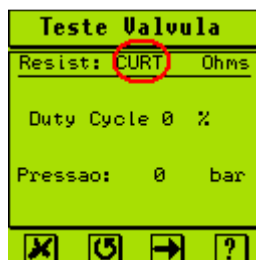 Teste Valvula
Resist: CURT Ohms
Duty Cycle 0 %
Pressao: 0 bar
?